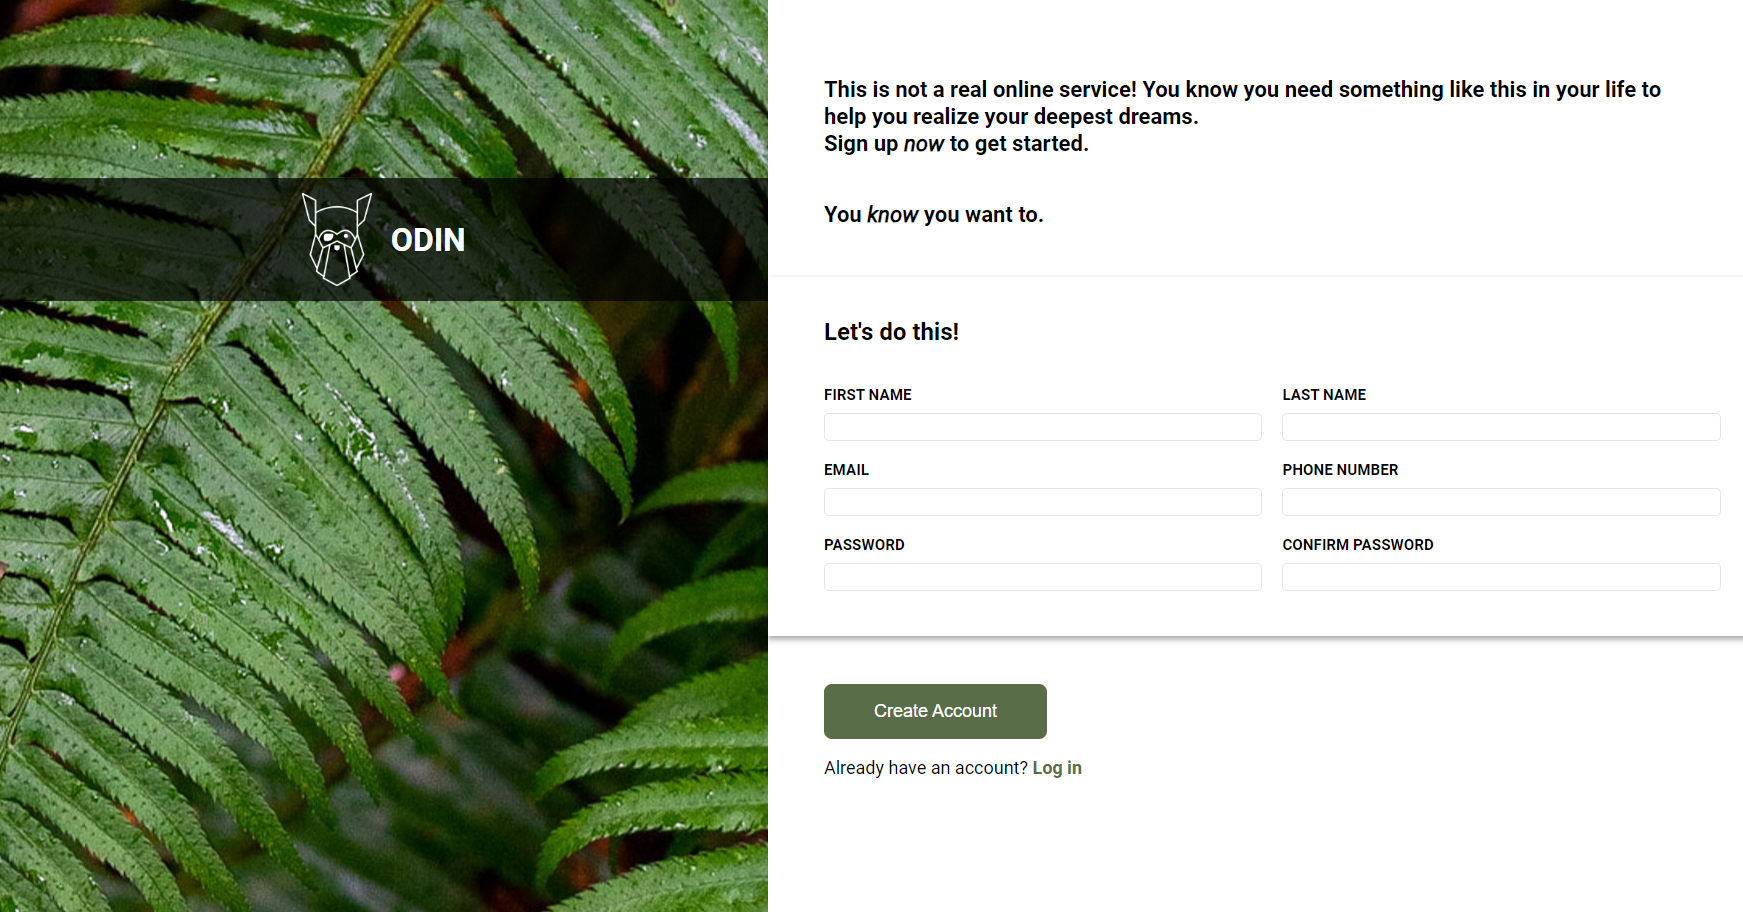 ODIN
This is not a real online service! You know you need something like this in your life to
help you realize your deepest dreams.
Sign up now to get started.
You know you want to.
Let's do this!
FIRST NAME
LAST NAME
EMAIL
PHONE NUMBER
PASSWORD
CONFIRM PASSWORD
Create Account
Already have an account? Log in